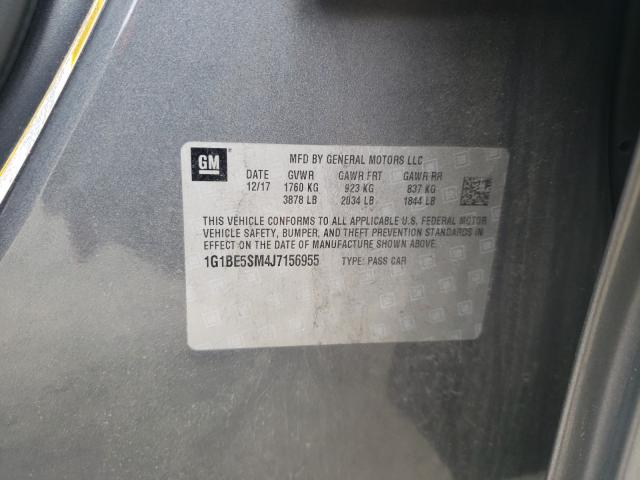 GM
MFD BY GENERAL MOTORS LLC
DATE GVWR GAWR FRT GAWR RR
12/17 1760 KG 923 KG 837 KG
3878 LB 2034 LB 1844 LB
THIS VEHICLE CONFORMS TO ALL APPLICABLE U.S. FEDERAL MOTOR
VEHICLE SAFETY, BUMPER, AND THEFT PREVENTION STANDARDS IN
EFFECT ON THE DATE OF MANUFACTURE SHOWN ABOVE.
1G1BE5SM4J7156955 TYPE: PASS CAR